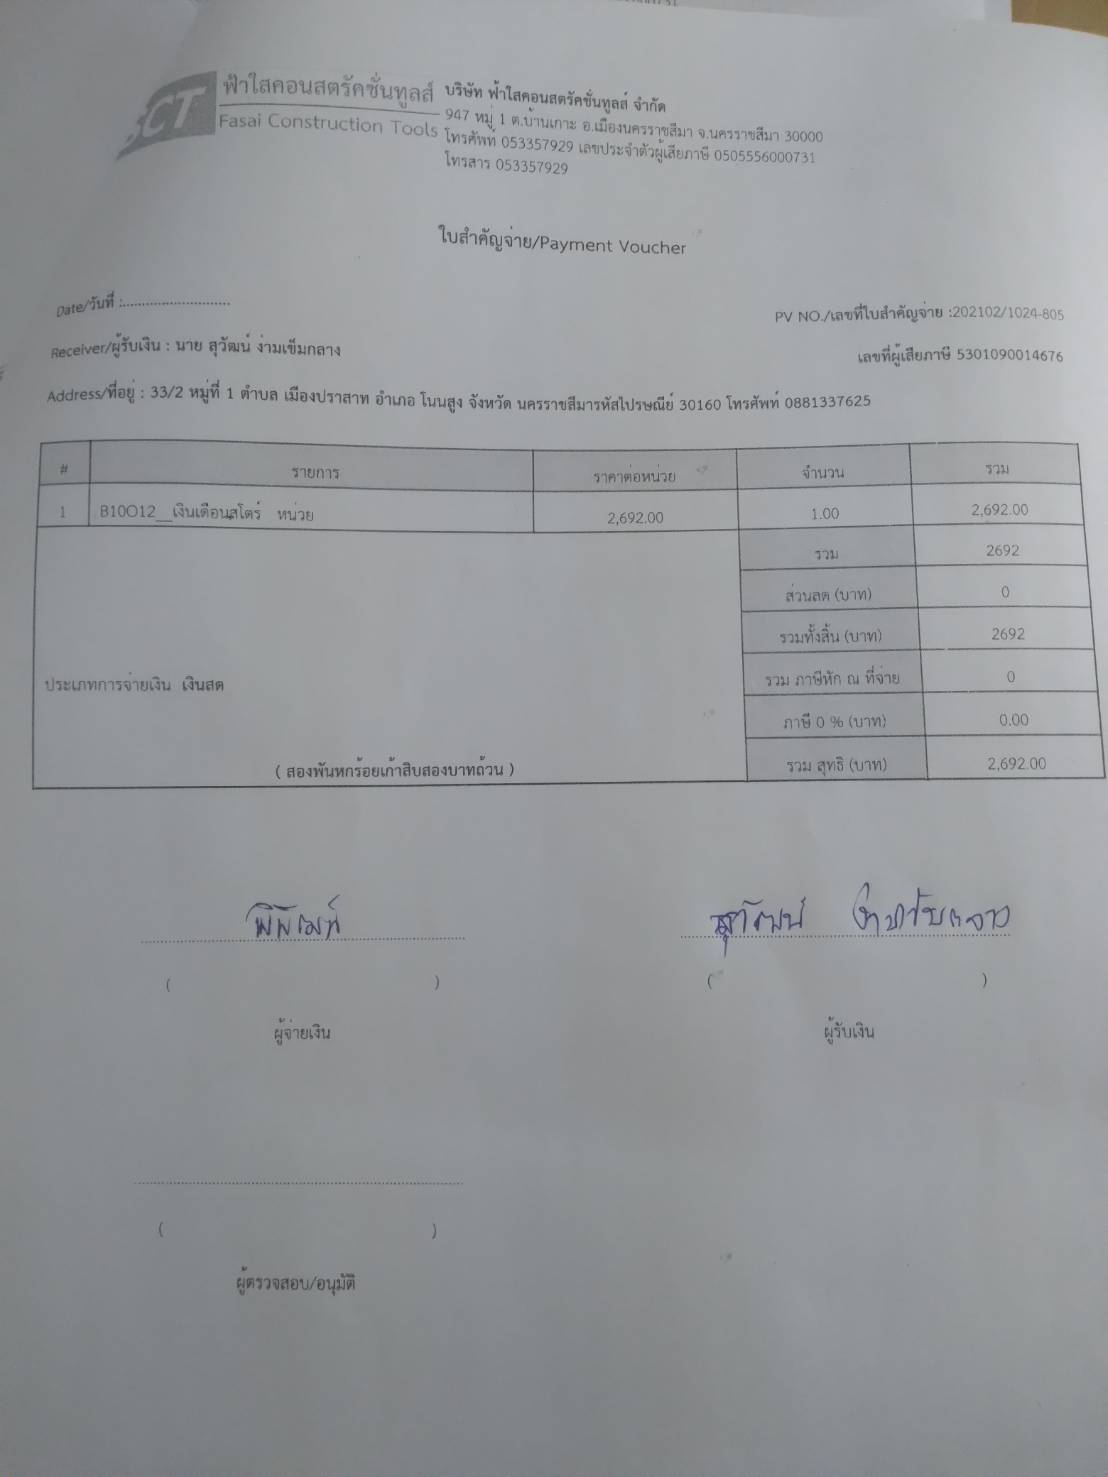 ฟ้าใสคอนสตรัคชั่นทูลส์
Fasai Construction Tools
บริษัท ฟ้าใสคอนสตรัคชั่นทูลส์ จำกัด
947 หมู่ 1 ต.บ้านเกาะ อ.เมืองนครราชสีมา จ.นครราชสีมา 30000
โทรศัพท์ 053357929 เลขประจำตัวผู้เสียภาษี 0505556000731
โทรสาร 053357929
ใบสำคัญจ่าย/Payment Voucher
Date/วันที่ :...........................
PV NO./เลขที่ใบสำคัญจ่าย :202102/1024-805
Receiver/ผู้รับเงิน : นาย สุวัฒน์ ง่ามเข็มกลาง
เลขที่ผู้เสียภาษี 5301090014676
Address/ที่อยู่ : 33/2 หมู่ที่ 1 ตำบล เมืองปราสาท อำเภอ โนนสูง จังหวัด นครราชสีมารหัสไปรษณีย์ 30160 โทรศัพท์ 0881337625
# รายการ ราคาต่อหน่วย จำนวน รวม
1 B10O12__เงินเดือนสโตร์ หน่วย 2,692.00 1.00 2,692.00
รวม 2692
ส่วนลด (บาท) 0
รวมทั้งสิ้น (บาท) 2692
ประเภทการจ่ายเงิน เงินสด รวม ภาษีหัก ณ ที่จ่าย 0
ภาษี 0 % (บาท) 0.00
( สองพันหกร้อยเก้าสิบสองบาทถ้วน ) รวม สุทธิ (บาท) 2,692.00
สุวัฒน์
( ) ( )
ผู้จ่ายเงิน ผู้รับเงิน
( )
ผู้ตรวจสอบ/อนุมัติ